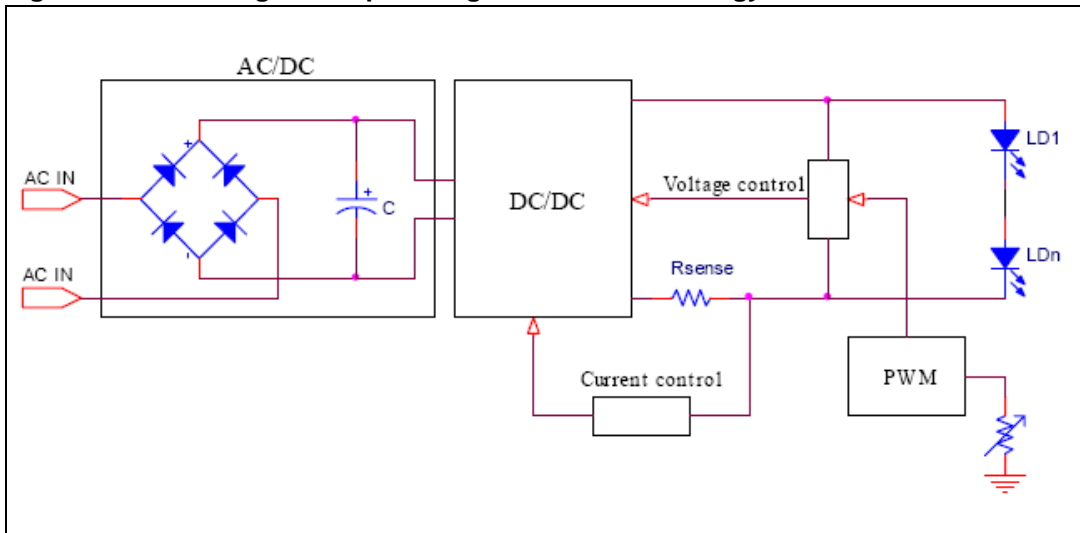 AC/DC
AC IN
AC IN
+
-
+
C
DC/DC
Voltage control
LD1
LDn
Rsense
Current control
PWM